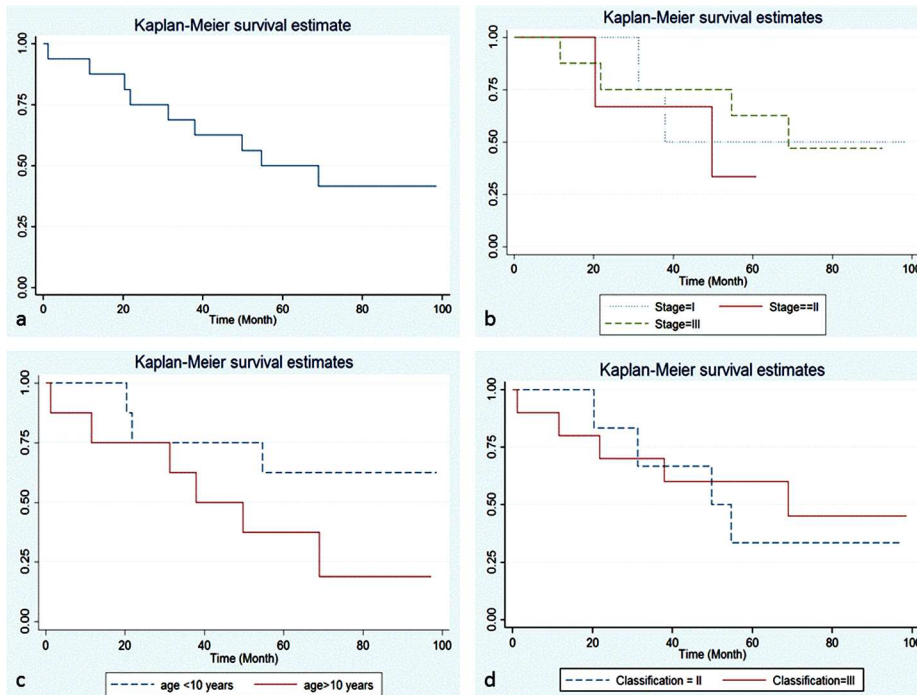 Kaplan-Meier survival estimate
1.00
0.75
0.50
0.25
0.00
0 20 40 60 80 100
Time (Month)
a
Kaplan-Meier survival estimates
1.00
0.75
0.50
0.25
0.00
0 20 40 60 80 100
Time (Month)
Stage=I Stage==II
Stage=III
b
Kaplan-Meier survival estimates
1.00
0.75
0.50
0.25
0.00
0 20 40 60 80 100
Time (Month)
age <10 years age>10 years
c
Kaplan-Meier survival estimates
1.00
0.75
0.50
0.25
0.00
0 20 40 60 80 100
Time (Month)
Classification = II Classification=III
d